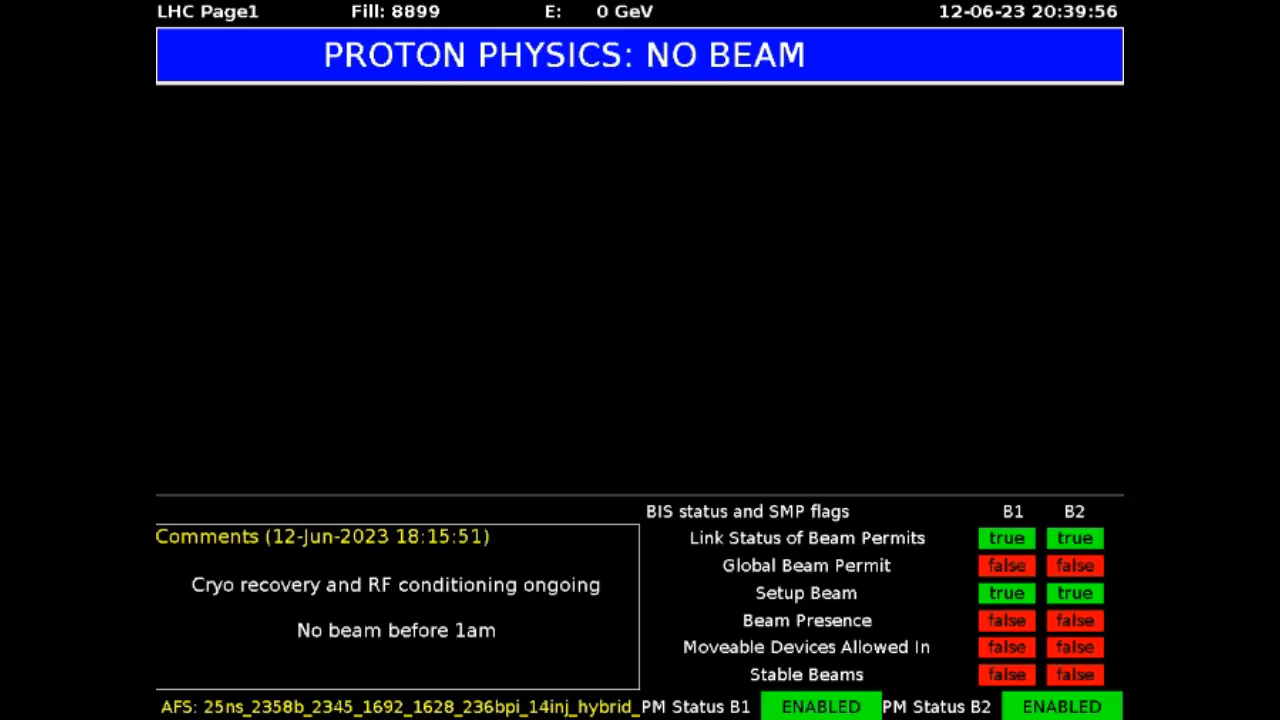 LHC Page1 Fill: 8899 E: 0 GeV 12-06-23 20:39:56
PROTON PHYSICS: NO BEAM
Comments (12-Jun-2023 18:15:51)
Cryo recovery and RF conditioning ongoing
No beam before 1am
BIS status and SMP flags B1 B2
Link Status of Beam Permits true true
Global Beam Permit false false
Setup Beam true true
Beam Presence false false
Moveable Devices Allowed In false false
Stable Beams false false
AFS: 25ns_2358b_2345_1692_1628_236bpi_14inj_hybrid_ PM Status B1 ENABLED PM Status B2 ENABLED